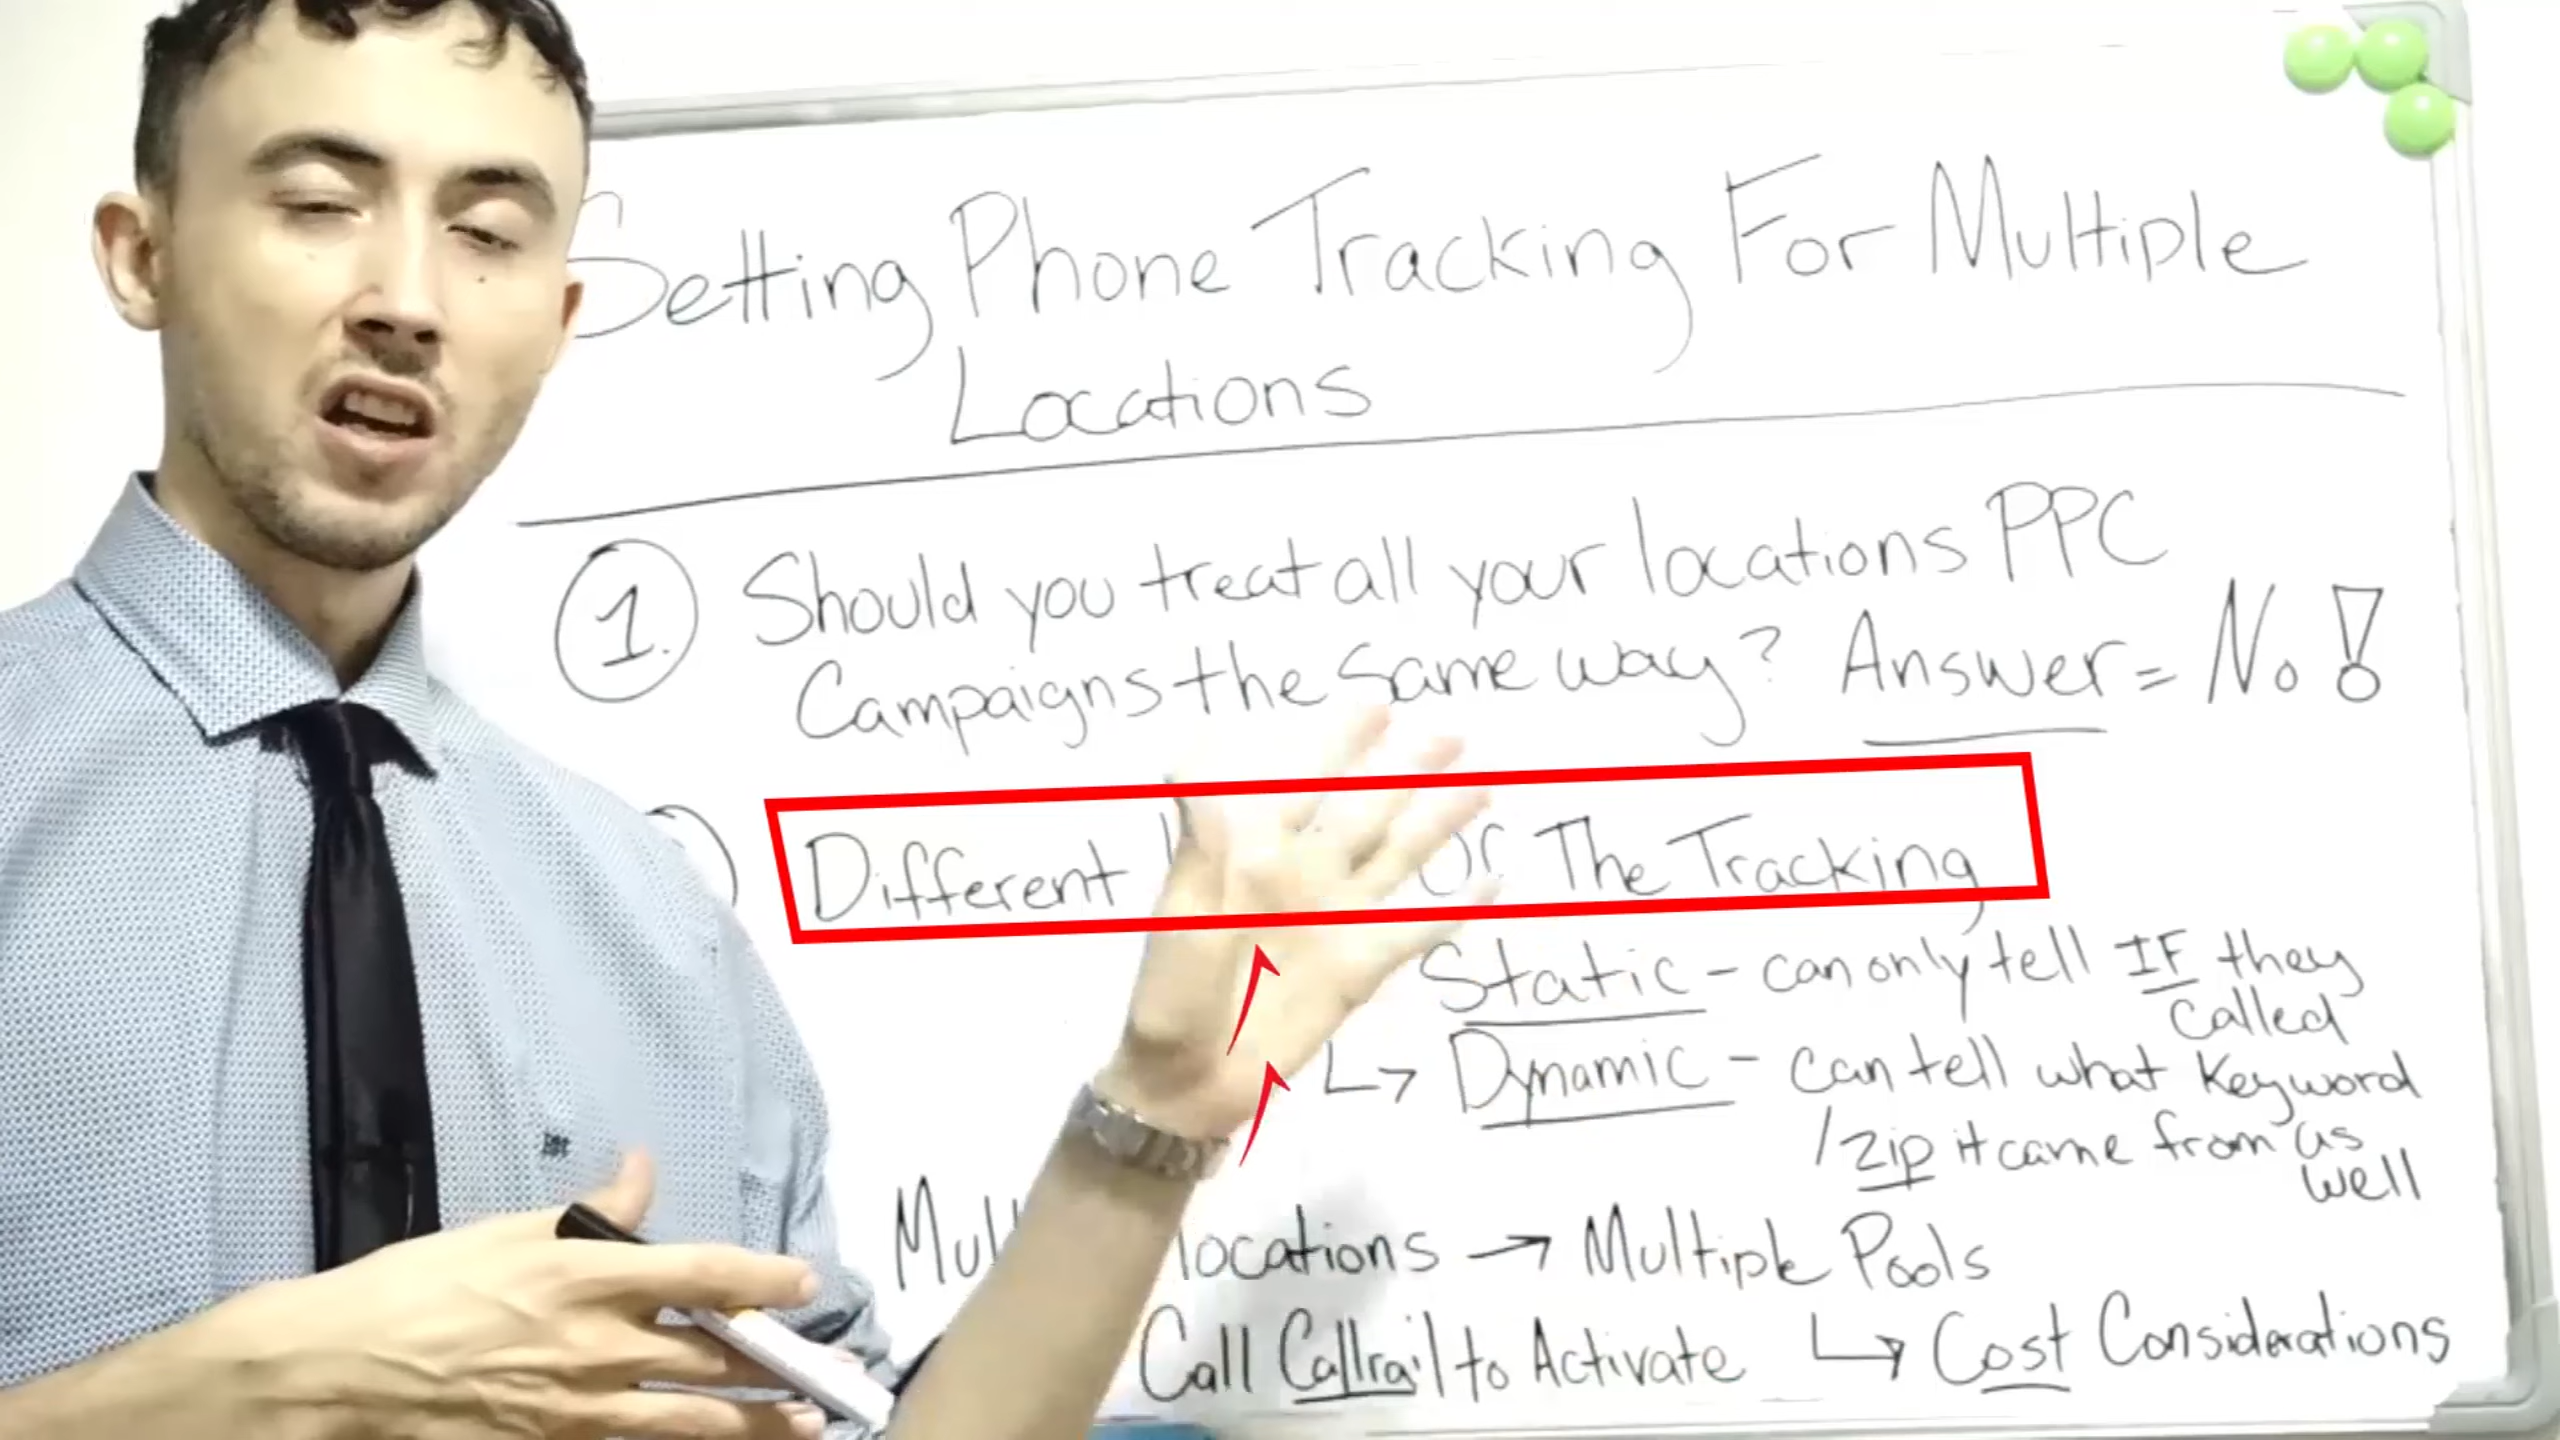 Setting Phone Tracking For Multiple
Locations
1. Should you treat all your locations PPC
Campaigns the same way? Answer = No!
Different Of The Tracking
Static - can only tell IF they
called
↳ Dynamic - can tell what Keyword
/zip it came from as
well
locations → Multiple Pools
Call Callrail to Activate ↳ Cost Considerations